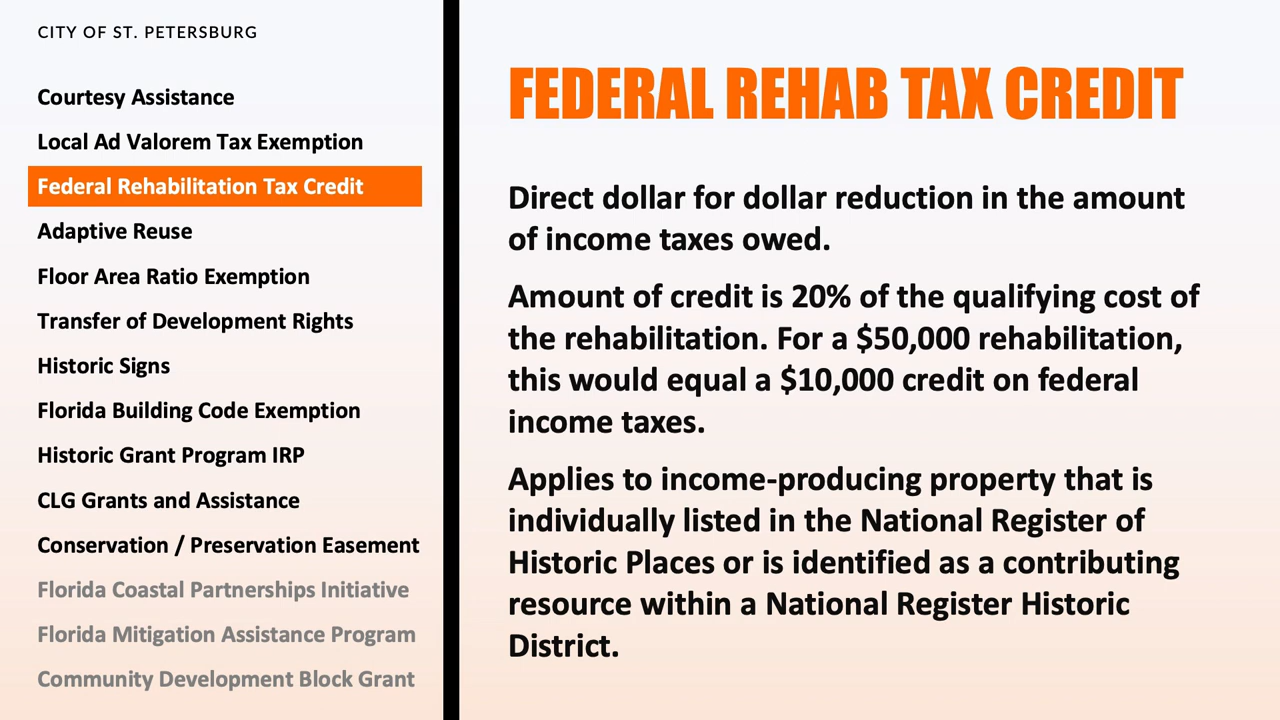 CITY OF ST. PETERSBURG
Courtesy Assistance
Local Ad Valorem Tax Exemption
Federal Rehabilitation Tax Credit
Adaptive Reuse
Floor Area Ratio Exemption
Transfer of Development Rights
Historic Signs
Florida Building Code Exemption
Historic Grant Program IRP
CLG Grants and Assistance
Conservation / Preservation Easement
Florida Coastal Partnerships Initiative
Florida Mitigation Assistance Program
Community Development Block Grant
FEDERAL REHAB TAX CREDIT
Direct dollar for dollar reduction in the amount
of income taxes owed.
Amount of credit is 20% of the qualifying cost of
the rehabilitation. For a $50,000 rehabilitation,
this would equal a $10,000 credit on federal
income taxes.
Applies to income-producing property that is
individually listed in the National Register of
Historic Places or is identified as a contributing
resource within a National Register Historic
District.